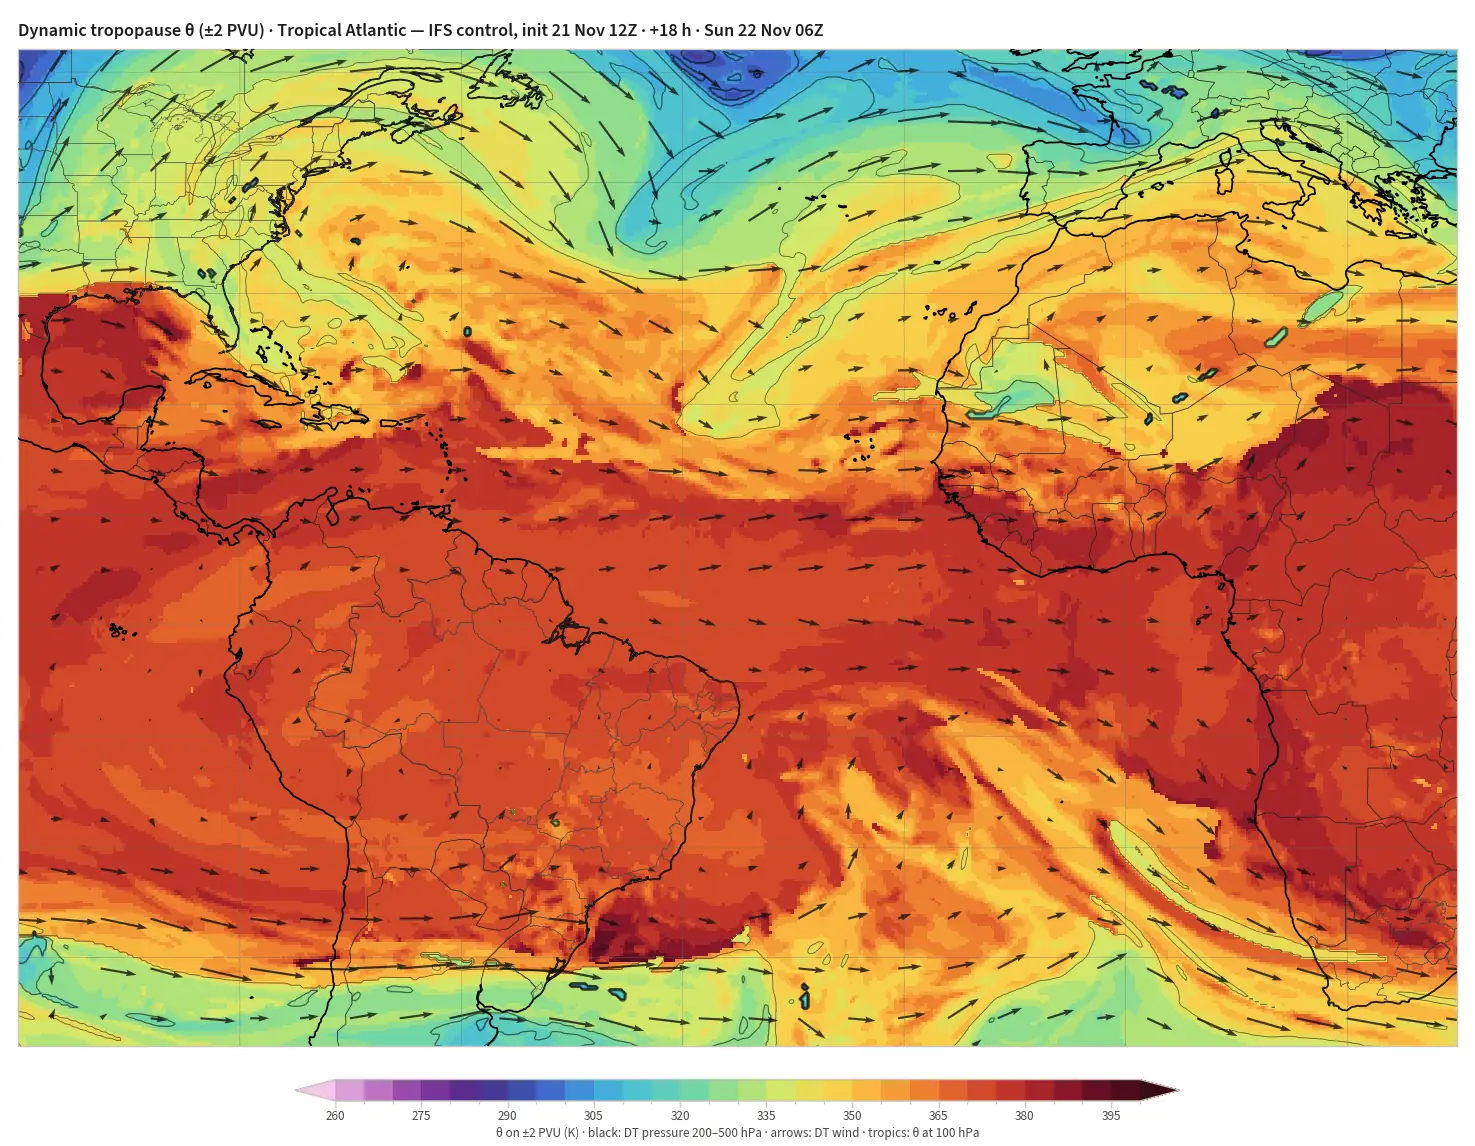 Dynamic tropopause θ (±2 PVU) · Tropical Atlantic — IFS control, init 21 Nov 12Z · +18 h · Sun 22 Nov 06Z
260 275 290 305 320 335 350 365 380 395
θ on ±2 PVU (K) · black: DT pressure 200–500 hPa · arrows: DT wind · tropics: θ at 100 hPa